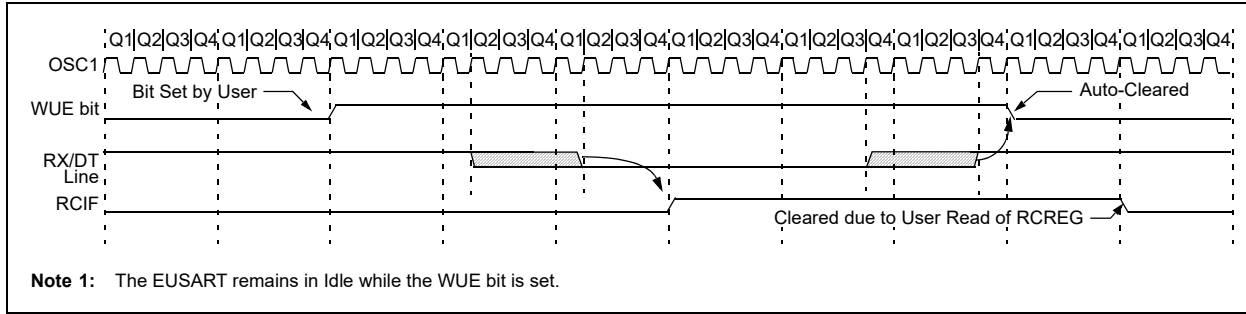 Q1 Q2 Q3 Q4 Q1 Q2 Q3 Q4 Q1 Q2 Q3 Q4 Q1 Q2 Q3 Q4 Q1 Q2 Q3 Q4 Q1 Q2 Q3 Q4 Q1 Q2 Q3 Q4 Q1 Q2 Q3 Q4 Q1 Q2 Q3 Q4 Q1 Q2 Q3 Q4
OSC1
Bit Set by User
Auto-Cleared
WUE bit
RX/DT
Line
RCIF
Cleared due to User Read of RCREG
Note 1: The EUSART remains in Idle while the WUE bit is set.